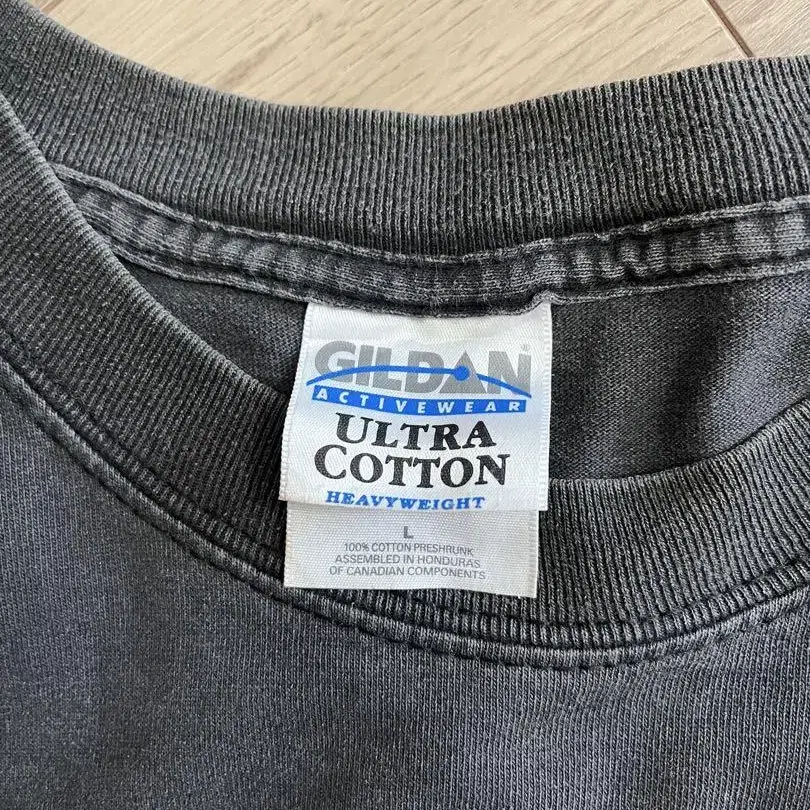 GILDAN®
ACTIVEWEAR
ULTRA
COTTON
HEAVYWEIGHT
L
100% COTTON PRESHRUNK
ASSEMBLED IN HONDURAS
OF CANADIAN COMPONENTS